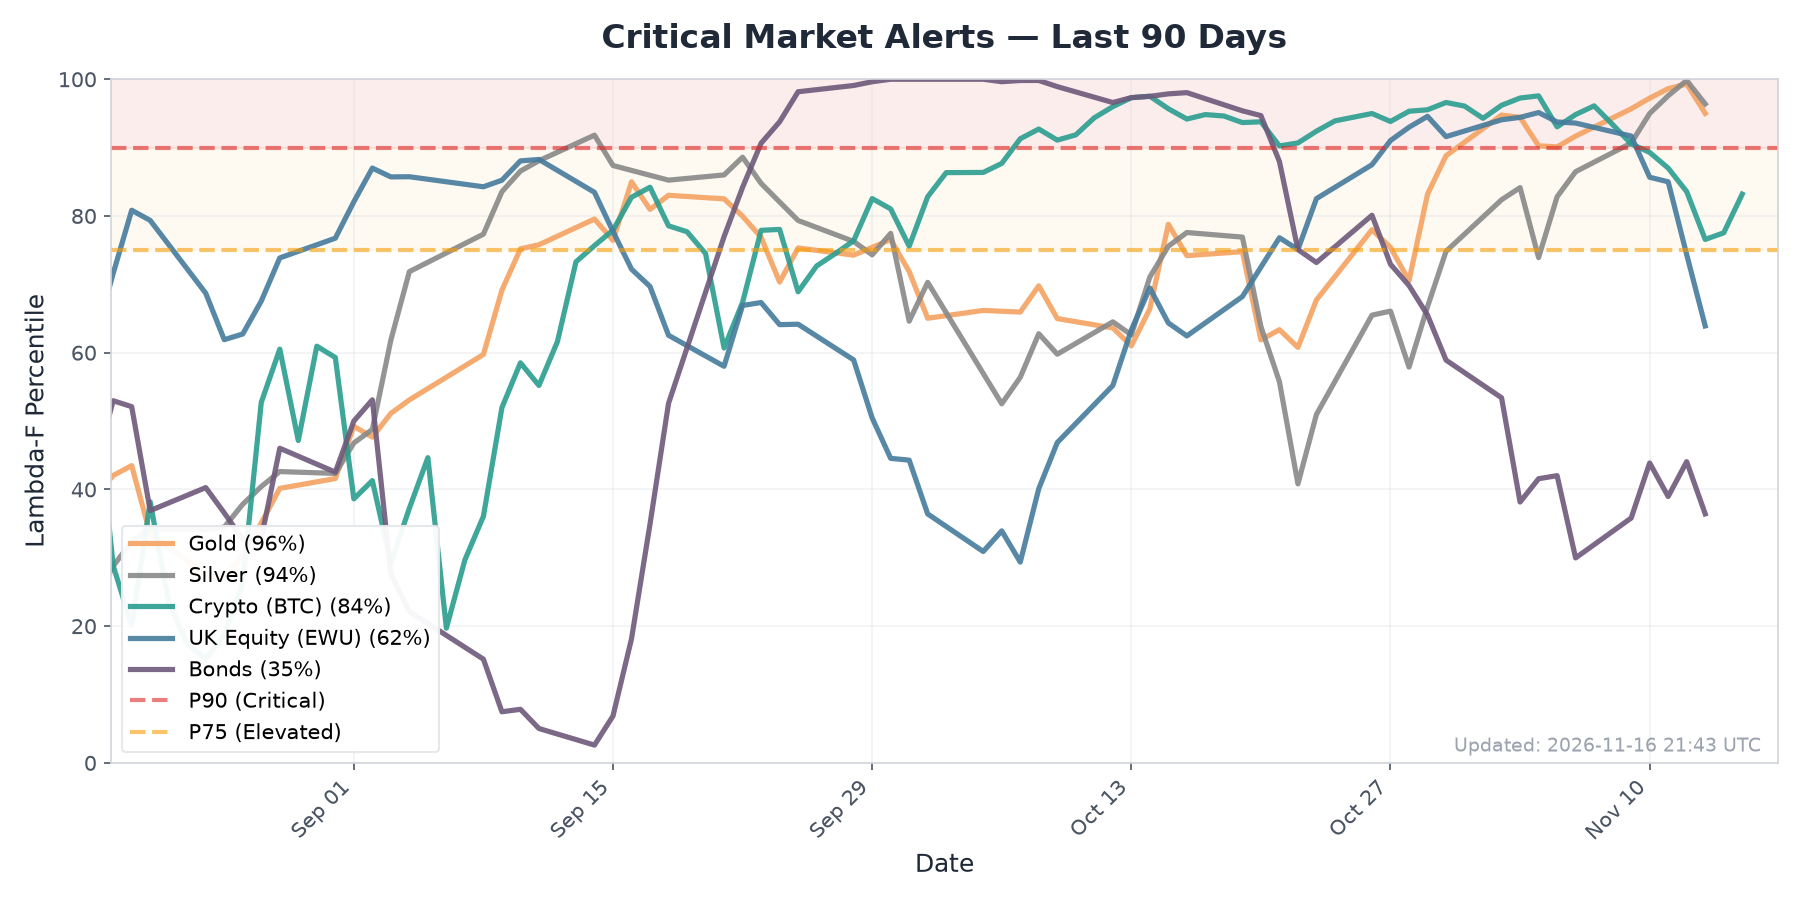 Critical Market Alerts — Last 90 Days
Lambda-F Percentile
100
80
60
40
20
0
Gold (96%)
Silver (94%)
Crypto (BTC) (84%)
UK Equity (EWU) (62%)
Bonds (35%)
P90 (Critical)
P75 (Elevated)
Updated: 2026-11-16 21:43 UTC
Sep 01
Sep 15
Sep 29
Oct 13
Oct 27
Nov 10
Date